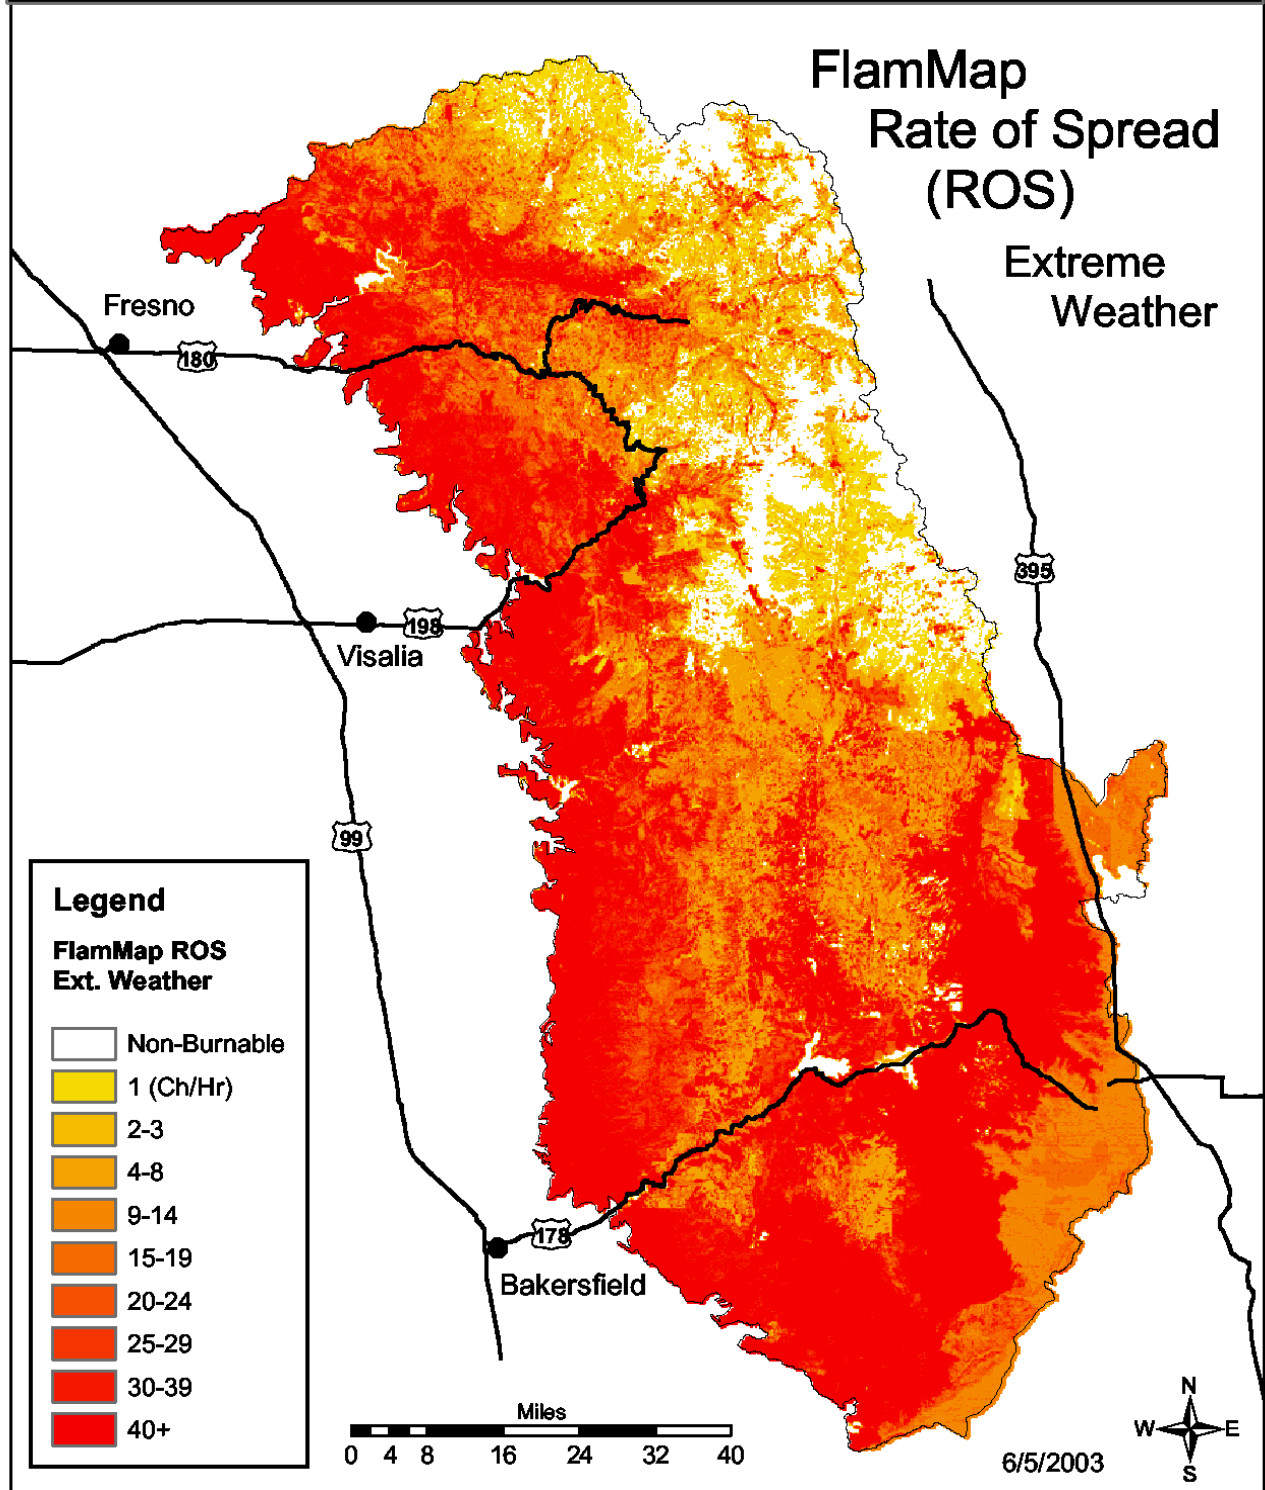 FlamMap
Rate of Spread
(ROS)
Extreme
Weather
Fresno
180
395
198
Visalia
99
Legend
FlamMap ROS
Ext. Weather
Non-Burnable
1 (Ch/Hr)
2-3
4-8
9-14
15-19
20-24
25-29
30-39
40+
178
Bakersfield
Miles
0 4 8 16 24 32 40
6/5/2003
N
W E
S